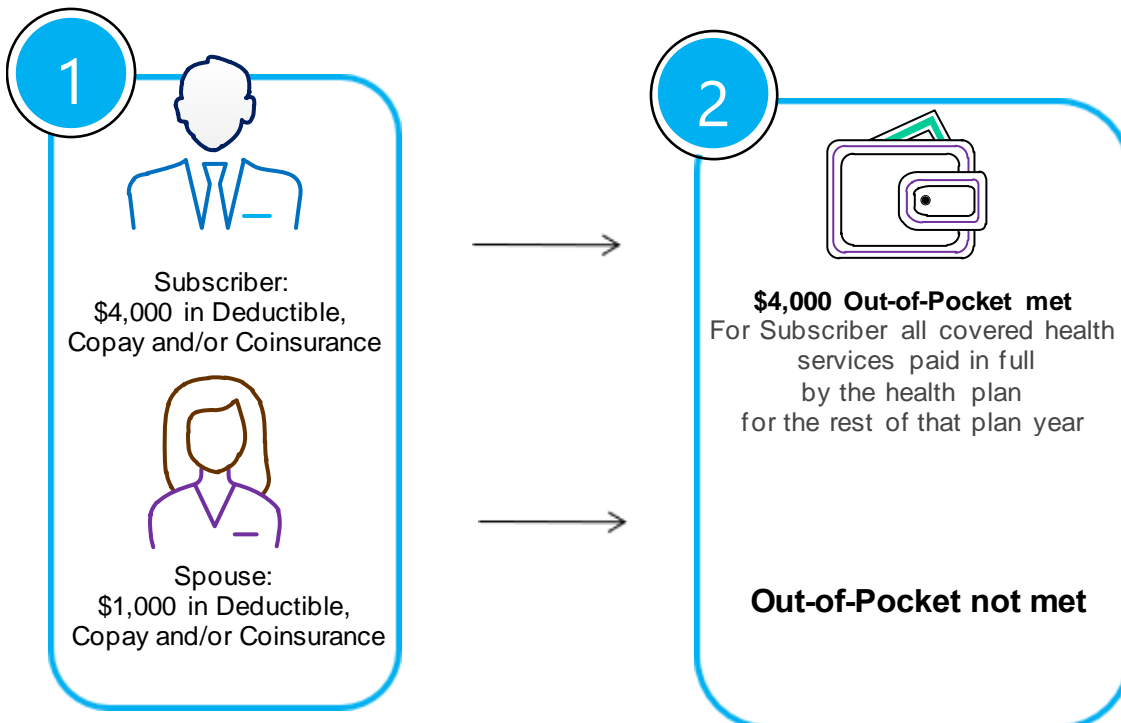 1
Subscriber:
$4,000 in Deductible,
Copay and/or Coinsurance
Spouse:
$1,000 in Deductible,
Copay and/or Coinsurance
2
$4,000 Out-of-Pocket met
For Subscriber all covered health
services paid in full
by the health plan
for the rest of that plan year
Out-of-Pocket not met